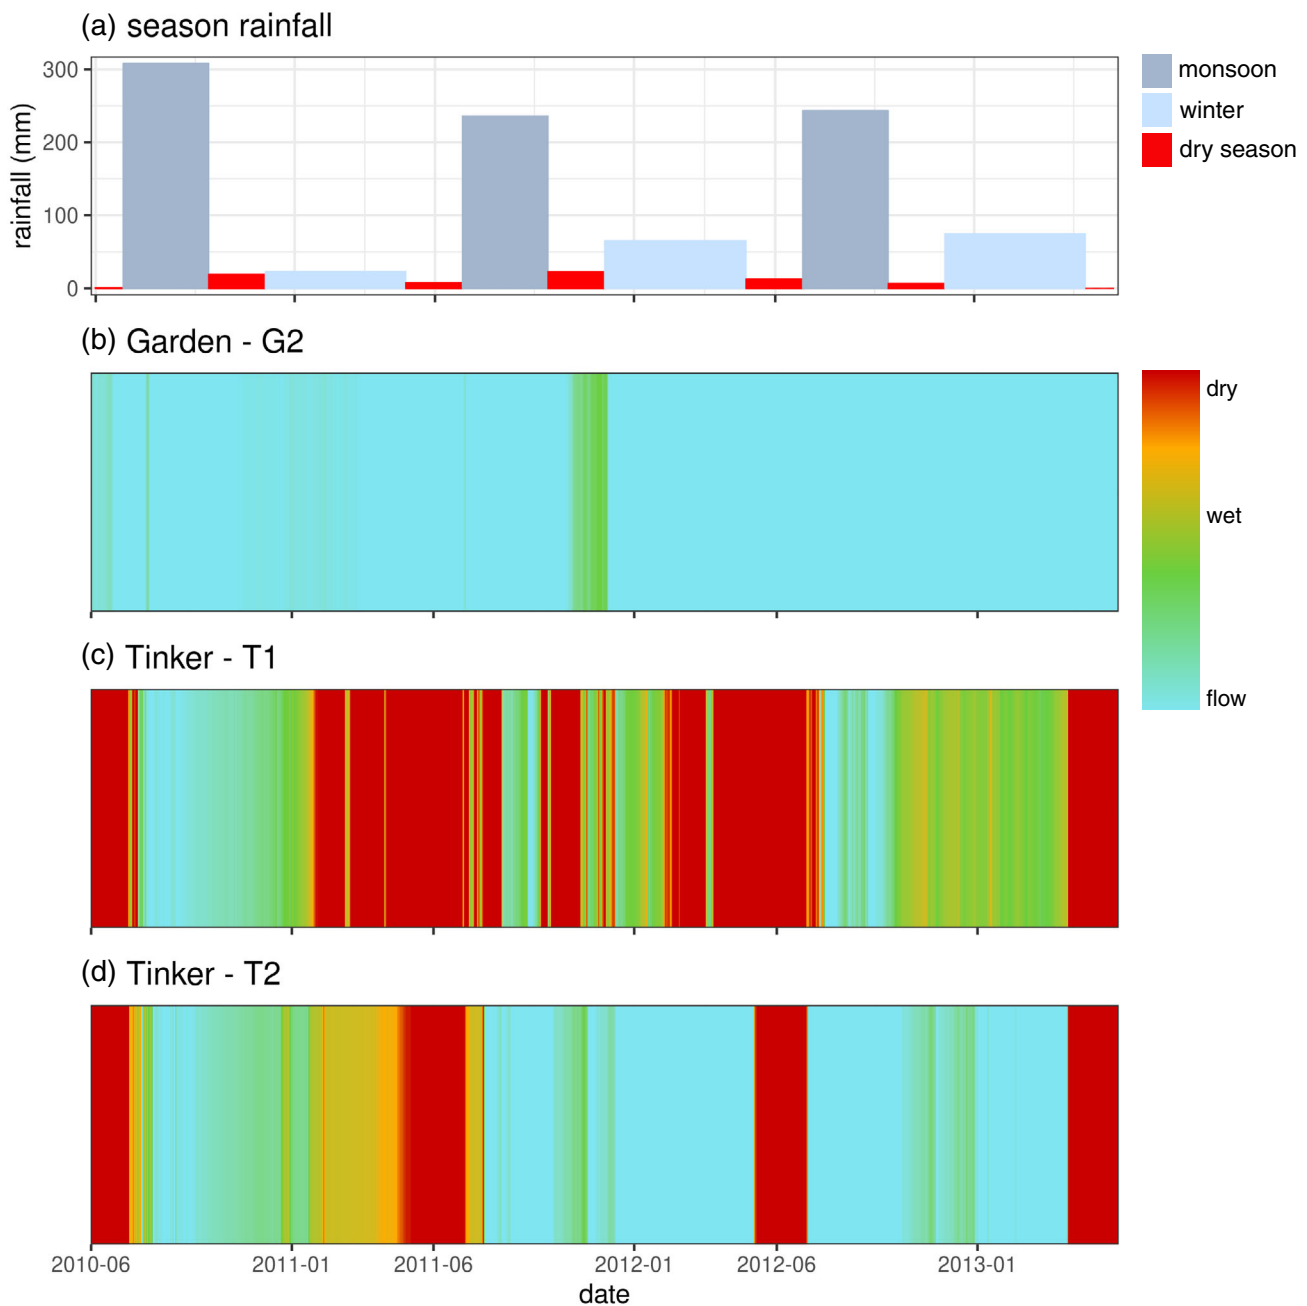 (a) season rainfall
rainfall (mm)
300
200
100
0
monsoon
winter
dry season
(b) Garden - G2
dry
wet
flow
(c) Tinker - T1
(d) Tinker - T2
2010-06 2011-01 2011-06 2012-01 2012-06 2013-01
date